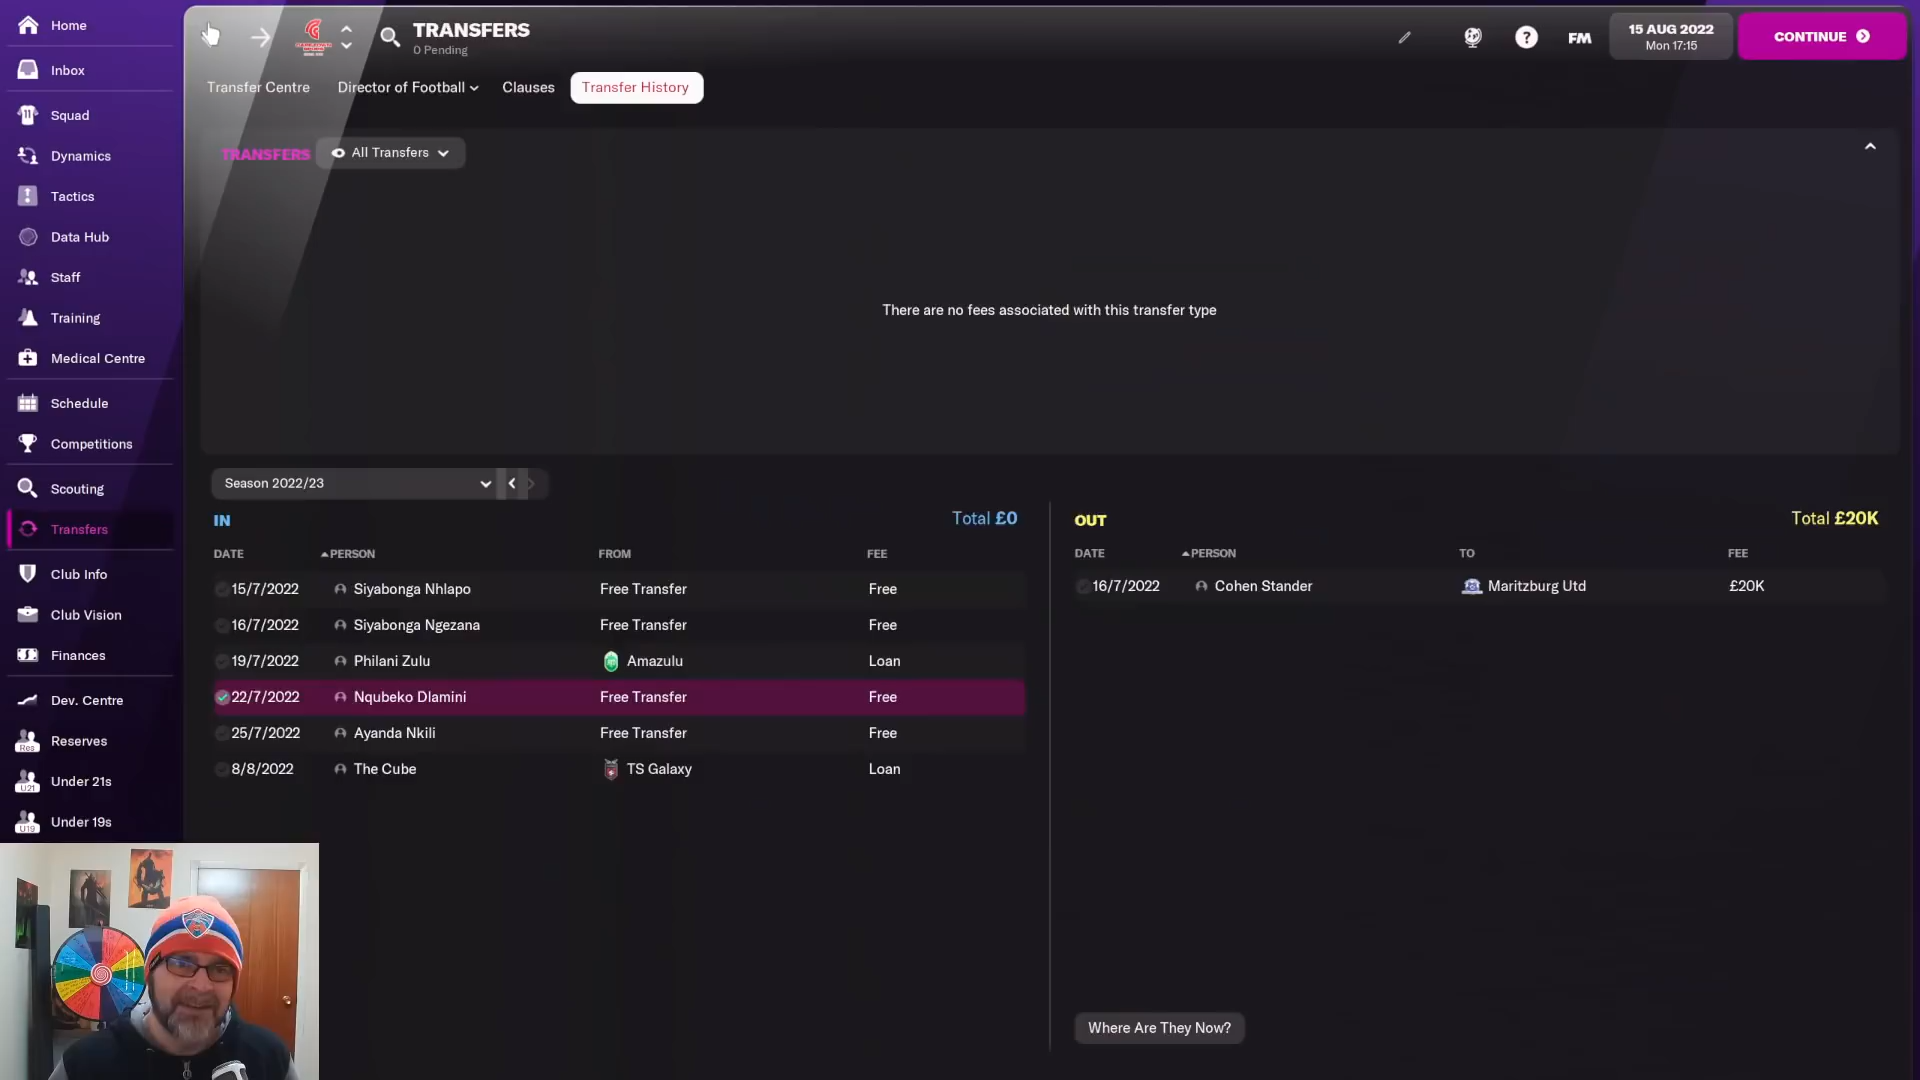 Home
Inbox
Squad
Dynamics
Tactics
Data Hub
Staff
Training
Medical Centre
Schedule
Competitions
Scouting
Transfers
Club Info
Club Vision
Finances
Dev. Centre
Res
Reserves
U21
Under 21s
U19
Under 19s
TRANSFERS
0 Pending
?
FM
15 AUG 2022
Mon 17:15
CONTINUE
Transfer Centre
Director of Football
Clauses
Transfer History
TRANSFERS
All Transfers
There are no fees associated with this transfer type
Season 2022/23
IN
Total £0
DATE PERSON FROM FEE
15/7/2022 Siyabonga Nhlapo Free Transfer Free
16/7/2022 Siyabonga Ngezana Free Transfer Free
19/7/2022 Philani Zulu Amazulu Loan
22/7/2022 Nqubeko Dlamini Free Transfer Free
25/7/2022 Ayanda Nkili Free Transfer Free
8/8/2022 The Cube TS Galaxy Loan
OUT
Total £20K
DATE PERSON TO FEE
16/7/2022 Cohen Stander Maritzburg Utd £20K
Where Are They Now?